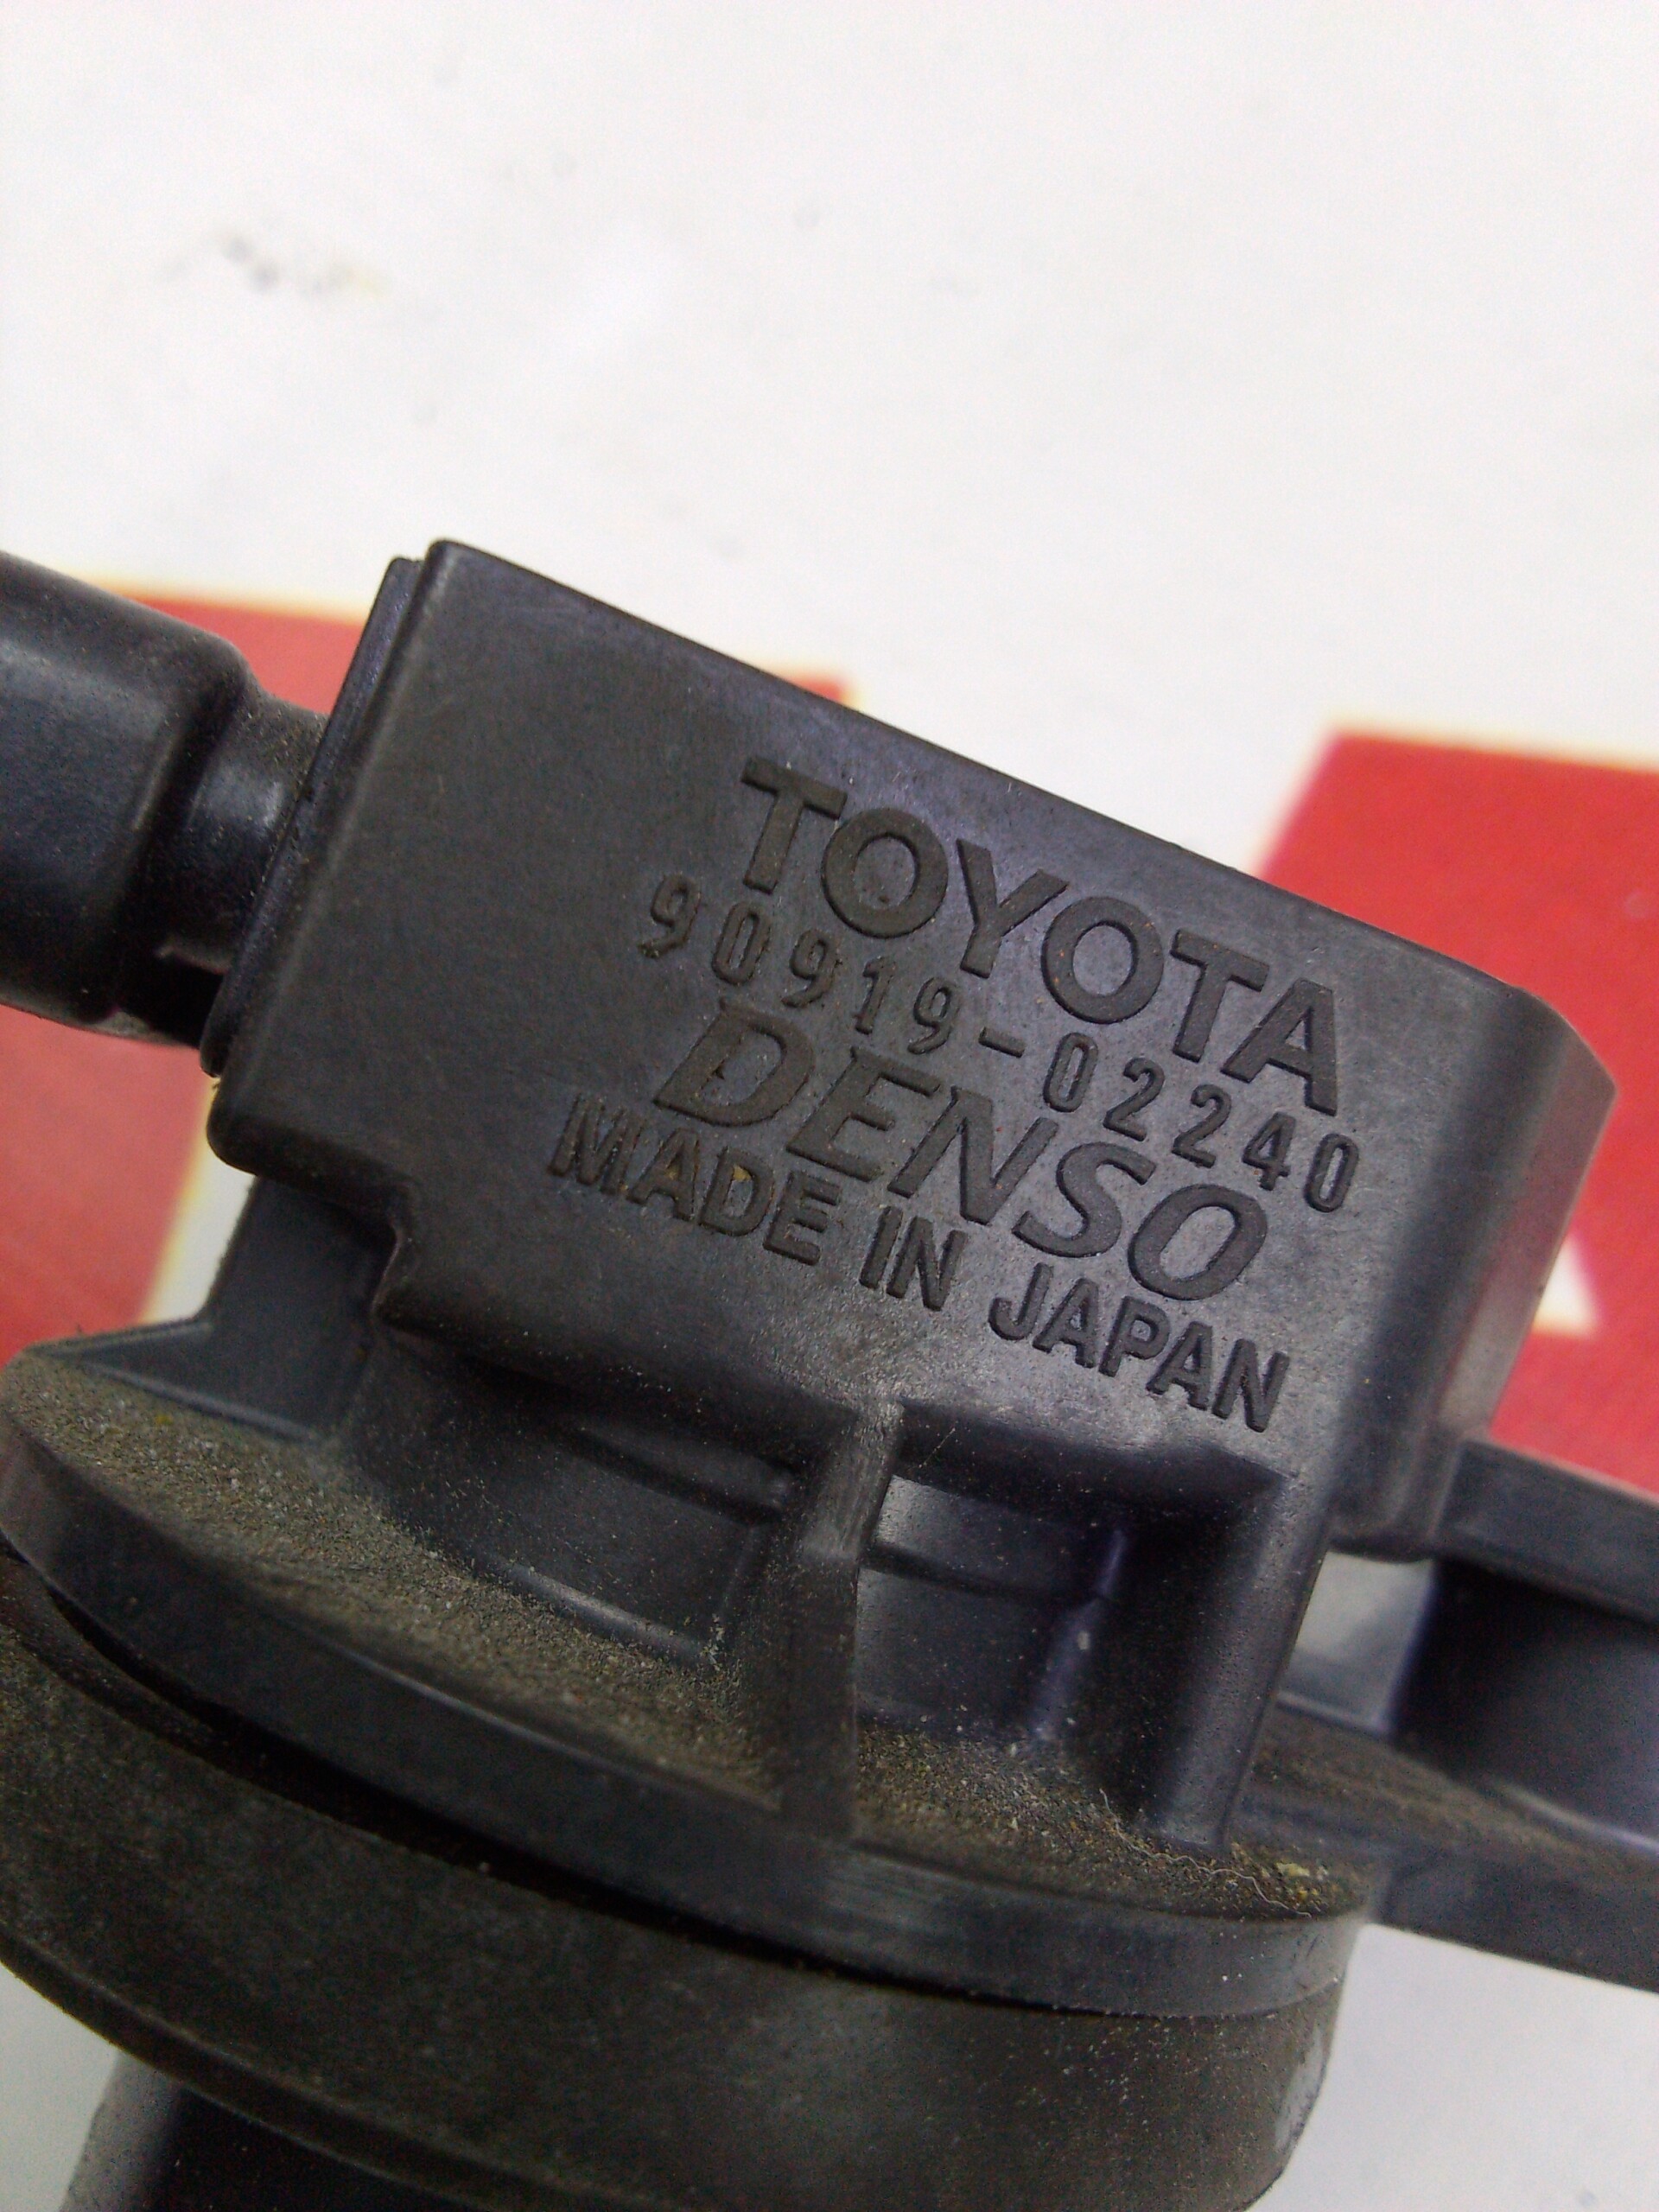 TOYOTA
90919-02240
DENSO
MADE IN JAPAN